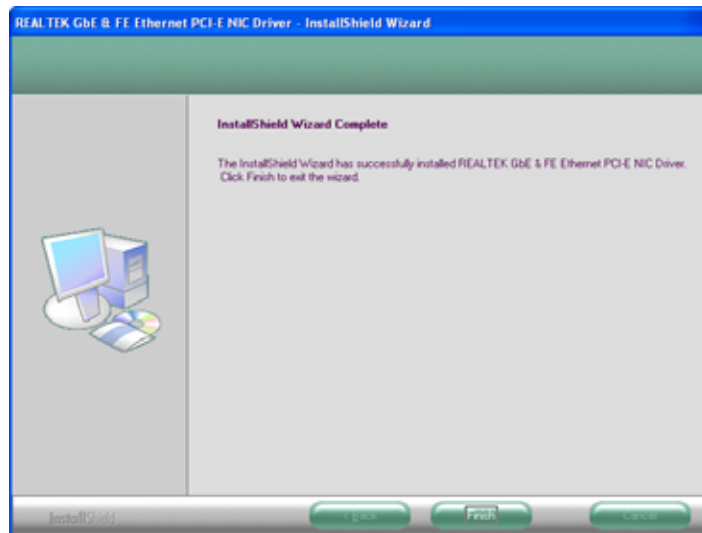 REALTEK GbE & FE Ethernet PCI-E NIC Driver - InstallShield Wizard
InstallShield Wizard Complete
The InstallShield Wizard has successfully installed REALTEK GbE & FE Ethernet PCI-E NIC Driver.
Click Finish to exit the wizard.
InstallShield
< Back
Finish
Cancel